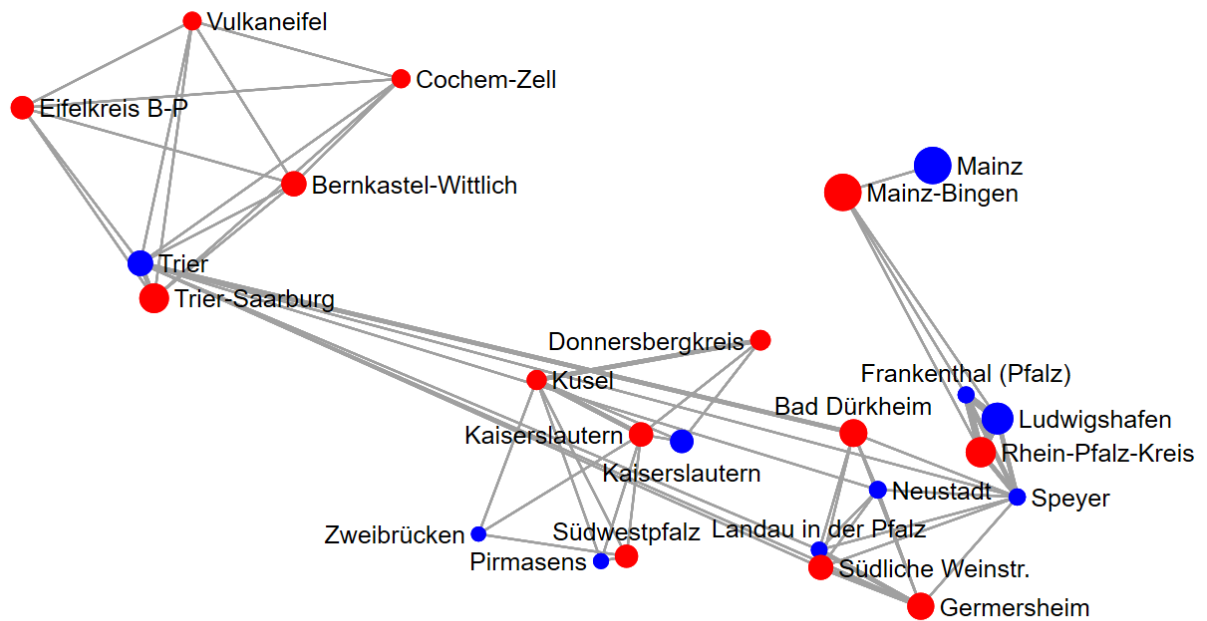 Vulkaneifel
Cochem-Zell
Eifelkreis B-P
Mainz
Bernkastel-Wittlich
Mainz-Bingen
Trier
Trier-Saarburg
Donnersbergkreis
Frankenthal (Pfalz)
Kusel
Bad Dürkheim
Ludwigshafen
Kaiserslautern
Rhein-Pfalz-Kreis
Kaiserslautern
Neustadt
Speyer
Landau in der Pfalz
Zweibrücken
Südwestpfalz
Pirmasens
Südliche Weinstr.
Germersheim